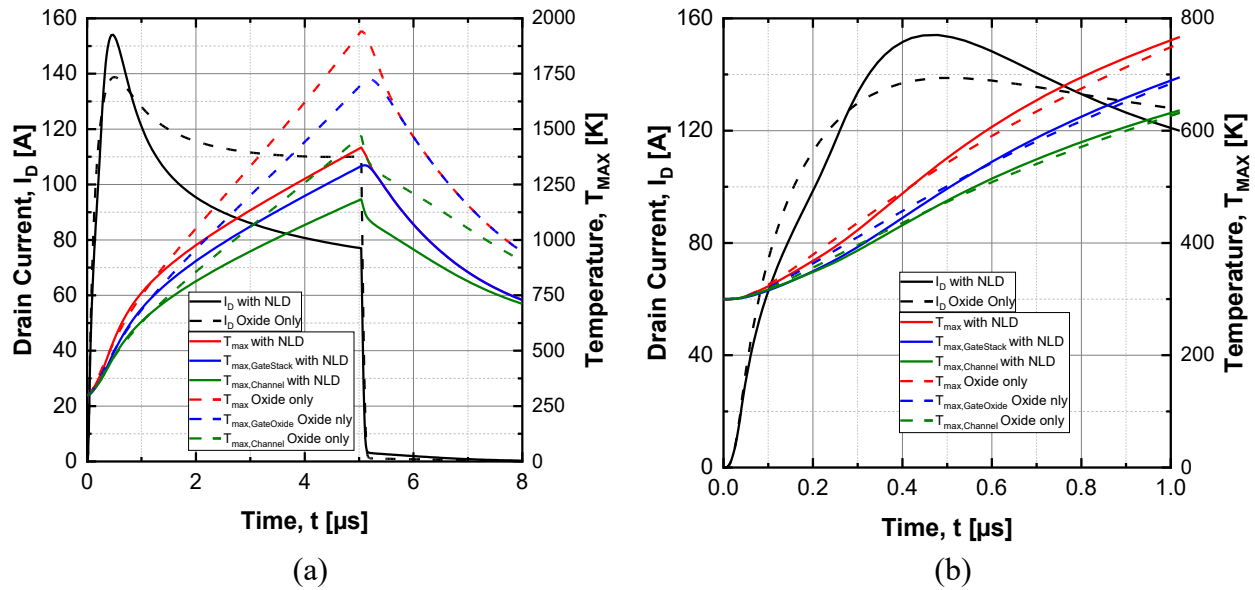 160
140
120
100
80
60
40
20
0
Drain Current, I_D [A]
I_D with NLD
I_D Oxide Only
T_max with NLD
T_max,GateStack with NLD
T_max,Channel with NLD
T_max Oxide only
T_max,GateOxide Oxide nly
T_max,Channel Oxide only
2000
1750
1500
1250
1000
750
500
250
0
Temperature, T_MAX [K]
0 2 4 6 8
Time, t [µs]
(a)
160
140
120
100
80
60
40
20
0
Drain Current, I_D [A]
I_D with NLD
I_D Oxide Only
T_max with NLD
T_max,GateStack with NLD
T_max,Channel with NLD
T_max Oxide only
T_max,GateOxide Oxide nly
T_max,Channel Oxide only
800
600
400
200
0
Temperature, T_MAX [K]
0.0 0.2 0.4 0.6 0.8 1.0
Time, t [µs]
(b)